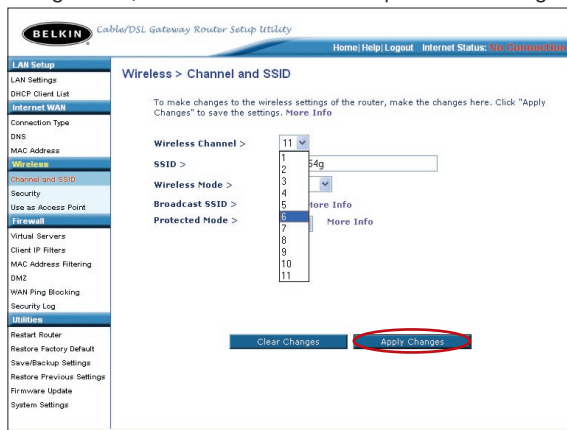 BELKIN
Cable/DSL Gateway Router Setup Utility
Home| Help| Logout Internet Status: No Connection
LAN Setup
LAN Settings
DHCP Client List
Internet WAN
Connection Type
DNS
MAC Address
Wireless
Channel and SSID
Security
Use as Access Point
Firewall
Virtual Servers
Client IP Filters
MAC Address Filtering
DMZ
WAN Ping Blocking
Security Log
Utilities
Restart Router
Restore Factory Default
Save/Backup Settings
Restore Previous Settings
Firmware Update
System Settings
Wireless > Channel and SSID
To make changes to the wireless settings of the router, make the changes here. Click "Apply
Changes" to save the settings. More Info
Wireless Channel > 11
SSID > 54g
Wireless Mode >
Broadcast SSID > More Info
Protected Mode > More Info
1
2
3
4
5
6
7
8
9
10
11
Clear Changes Apply Changes